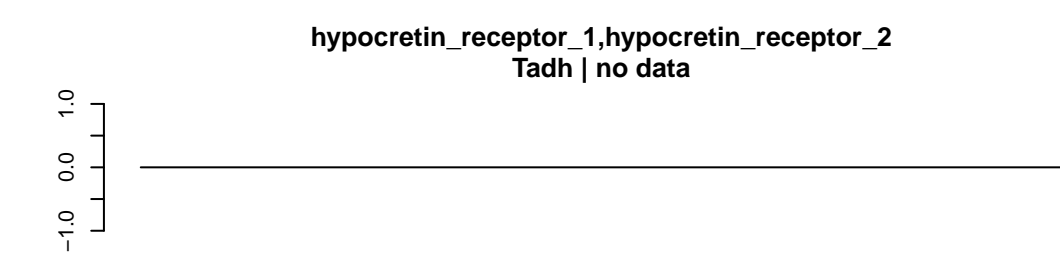 hypocretin_receptor_1,hypocretin_receptor_2
Tadh | no data
1.0
0.0
−1.0